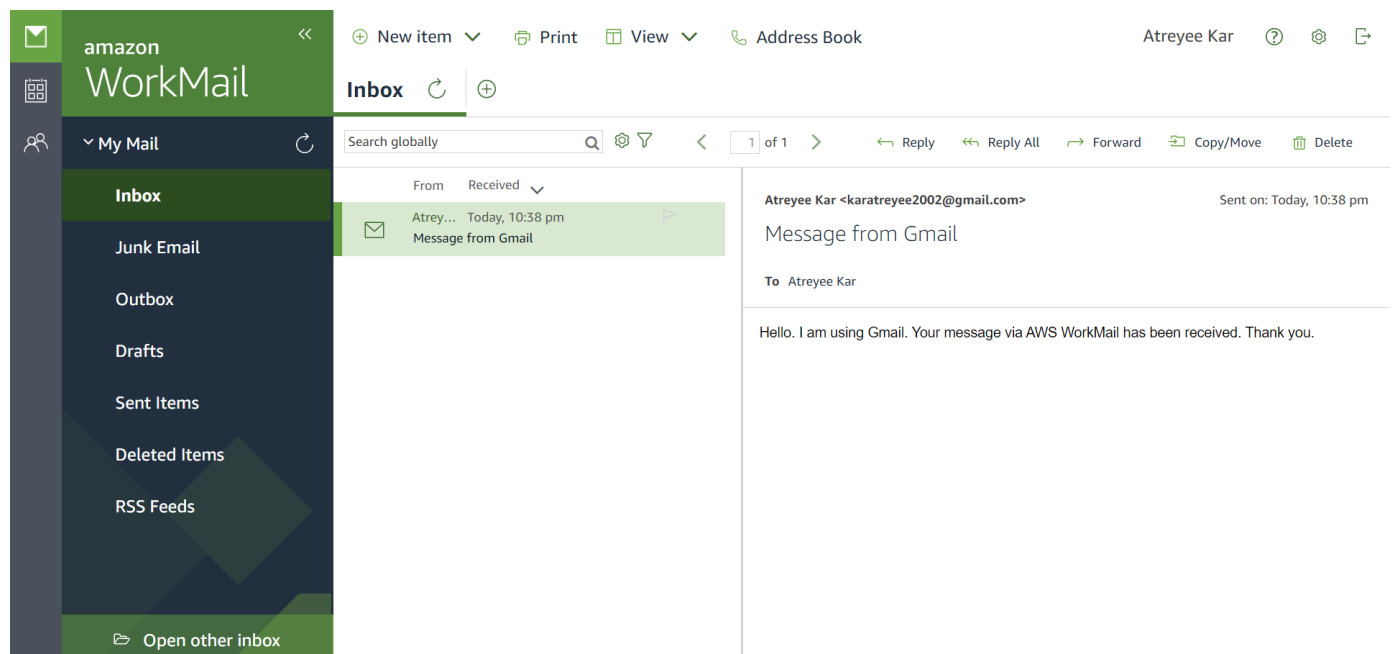 amazon
WorkMail
My Mail
Inbox
Junk Email
Outbox
Drafts
Sent Items
Deleted Items
RSS Feeds
Open other inbox
New item Print View Address Book Atreyee Kar
Inbox
Search globally 1 of 1 Reply Reply All Forward Copy/Move Delete
From Received
Atrey... Today, 10:38 pm
Message from Gmail
Atreyee Kar <karatreyee2002@gmail.com> Sent on: Today, 10:38 pm
Message from Gmail
To Atreyee Kar
Hello. I am using Gmail. Your message via AWS WorkMail has been received. Thank you.